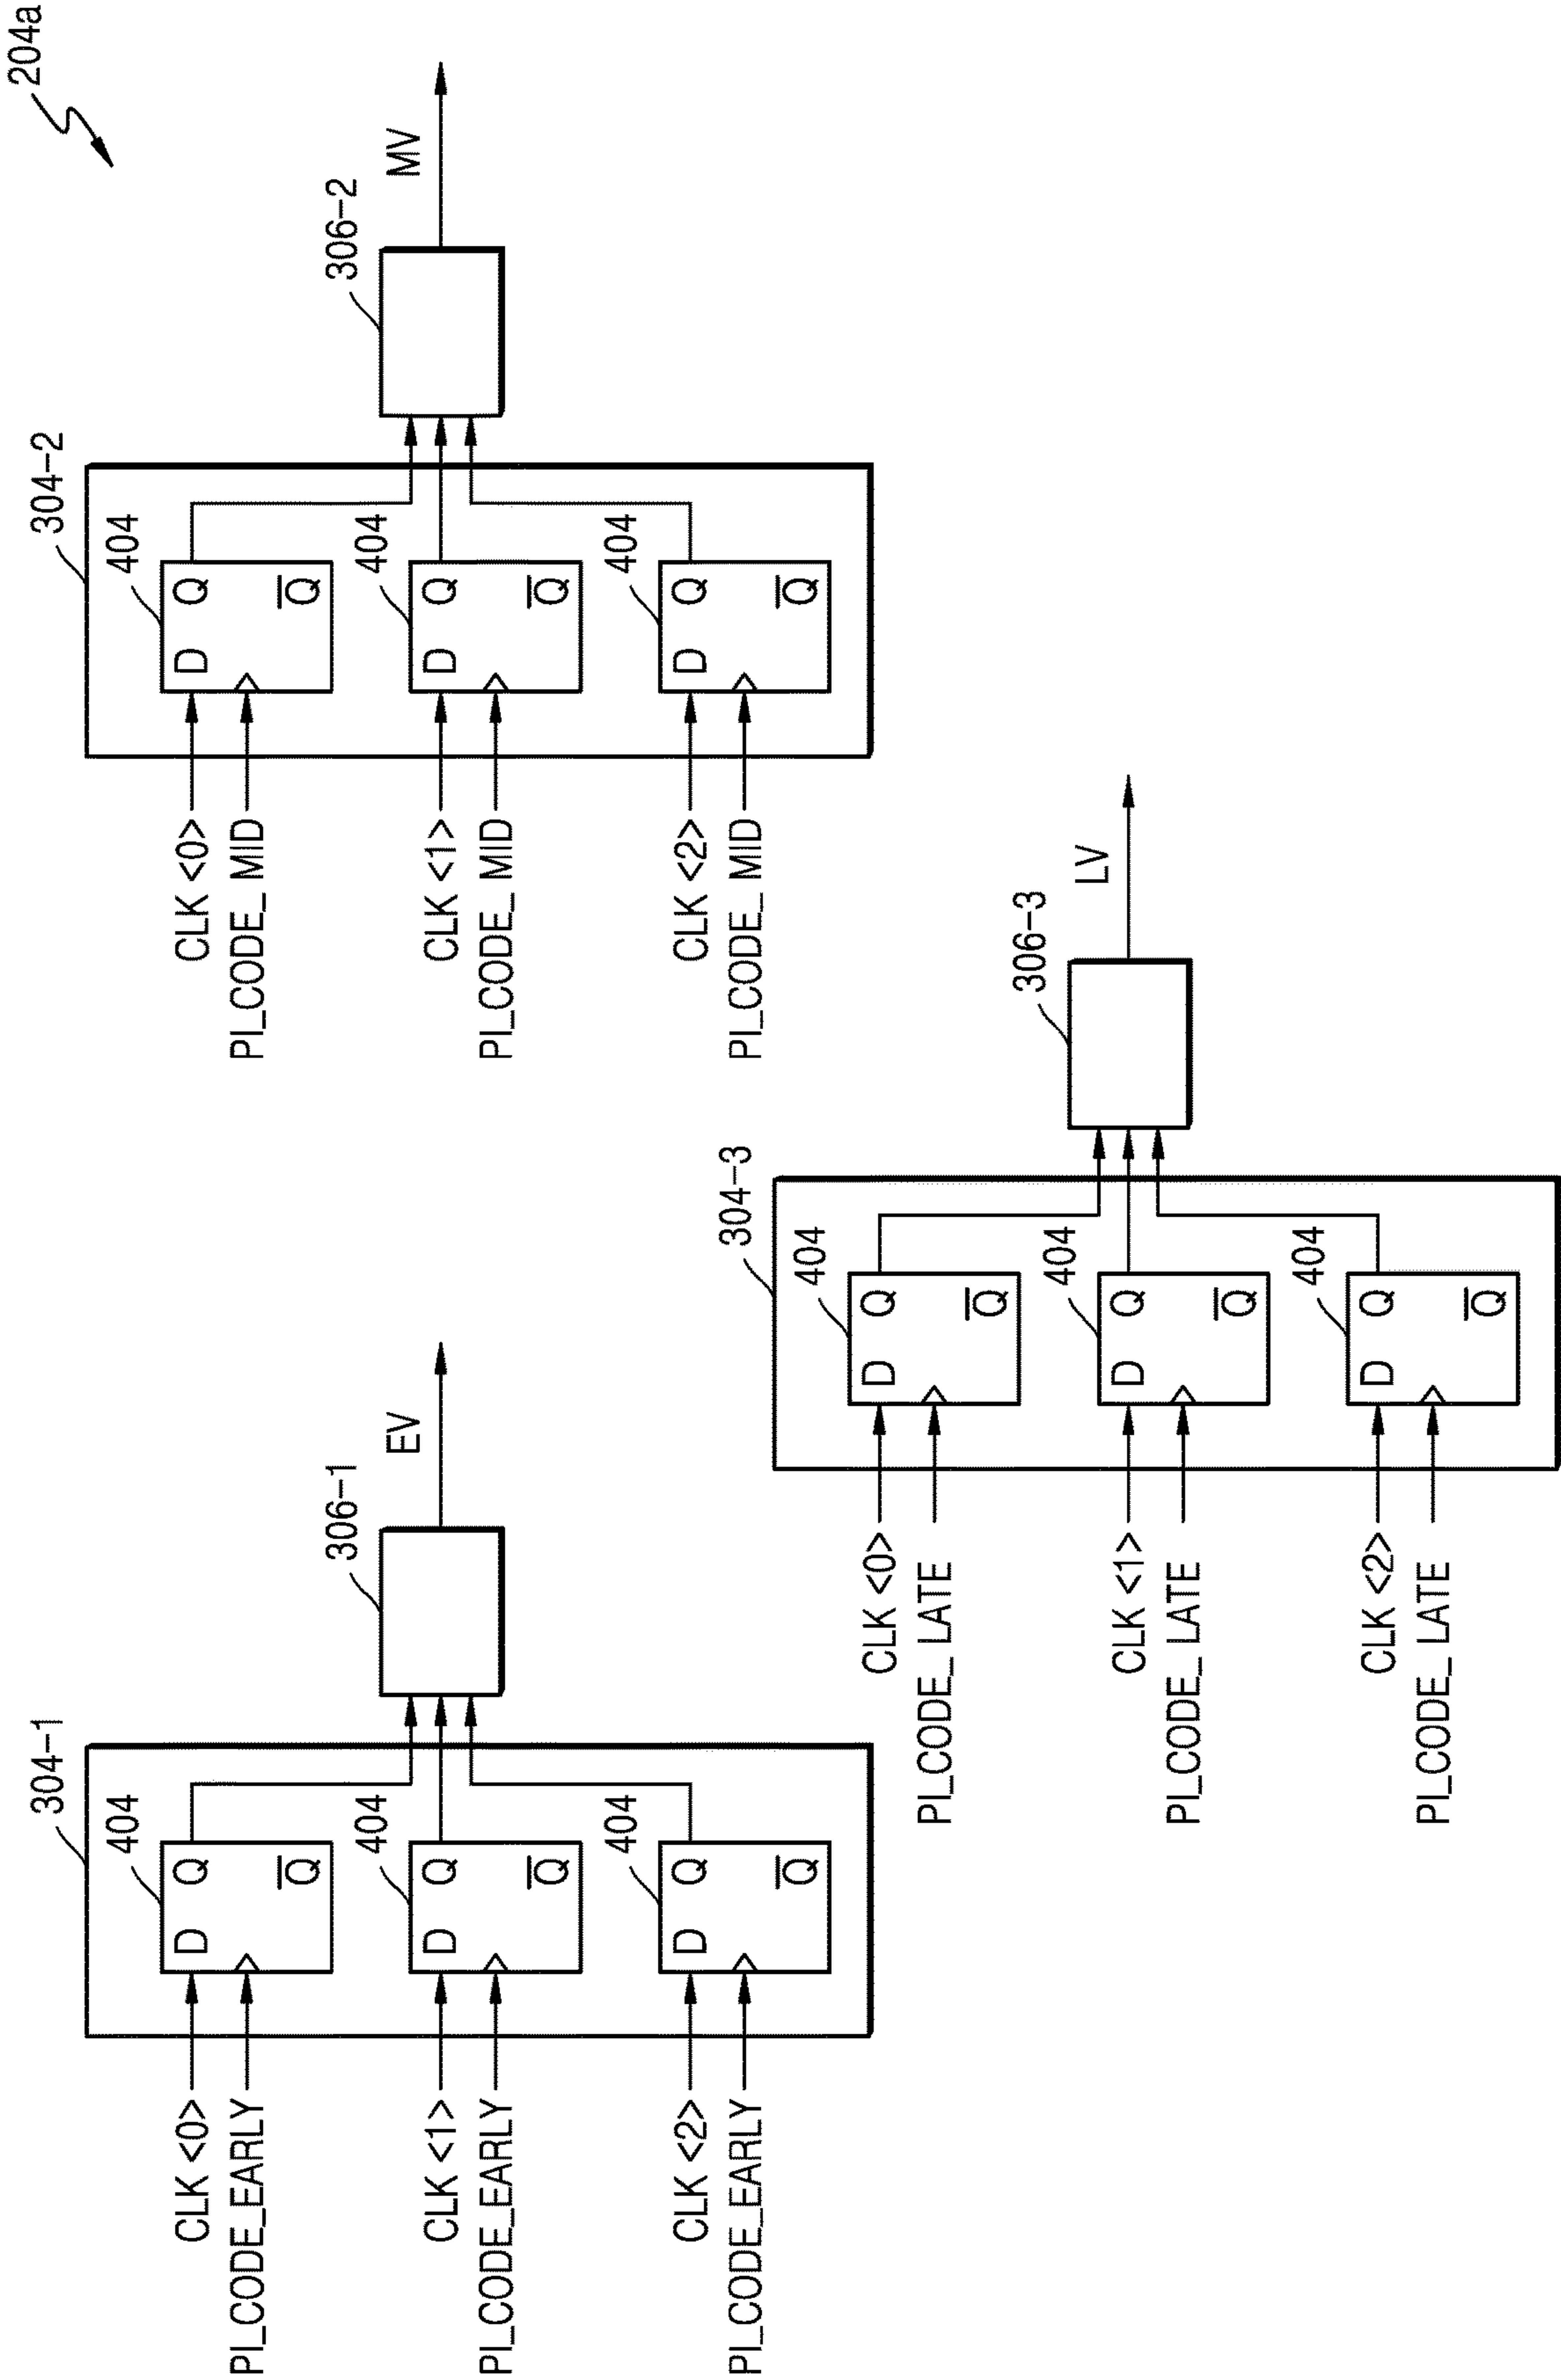 204a
304-1
404
D Q
Q
404
D Q
Q
404
D Q
Q
CLK <0>
PI_CODE_EARLY
CLK <1>
PI_CODE_EARLY
CLK <2>
PI_CODE_EARLY
306-1
EV
304-2
404
D Q
Q
404
D Q
Q
404
D Q
Q
CLK <0>
PI_CODE_MID
CLK <1>
PI_CODE_MID
CLK <2>
PI_CODE_MID
306-2
MV
304-3
404
D Q
Q
404
D Q
Q
404
D Q
Q
CLK <0>
PI_CODE_LATE
CLK <1>
PI_CODE_LATE
CLK <2>
PI_CODE_LATE
306-3
LV